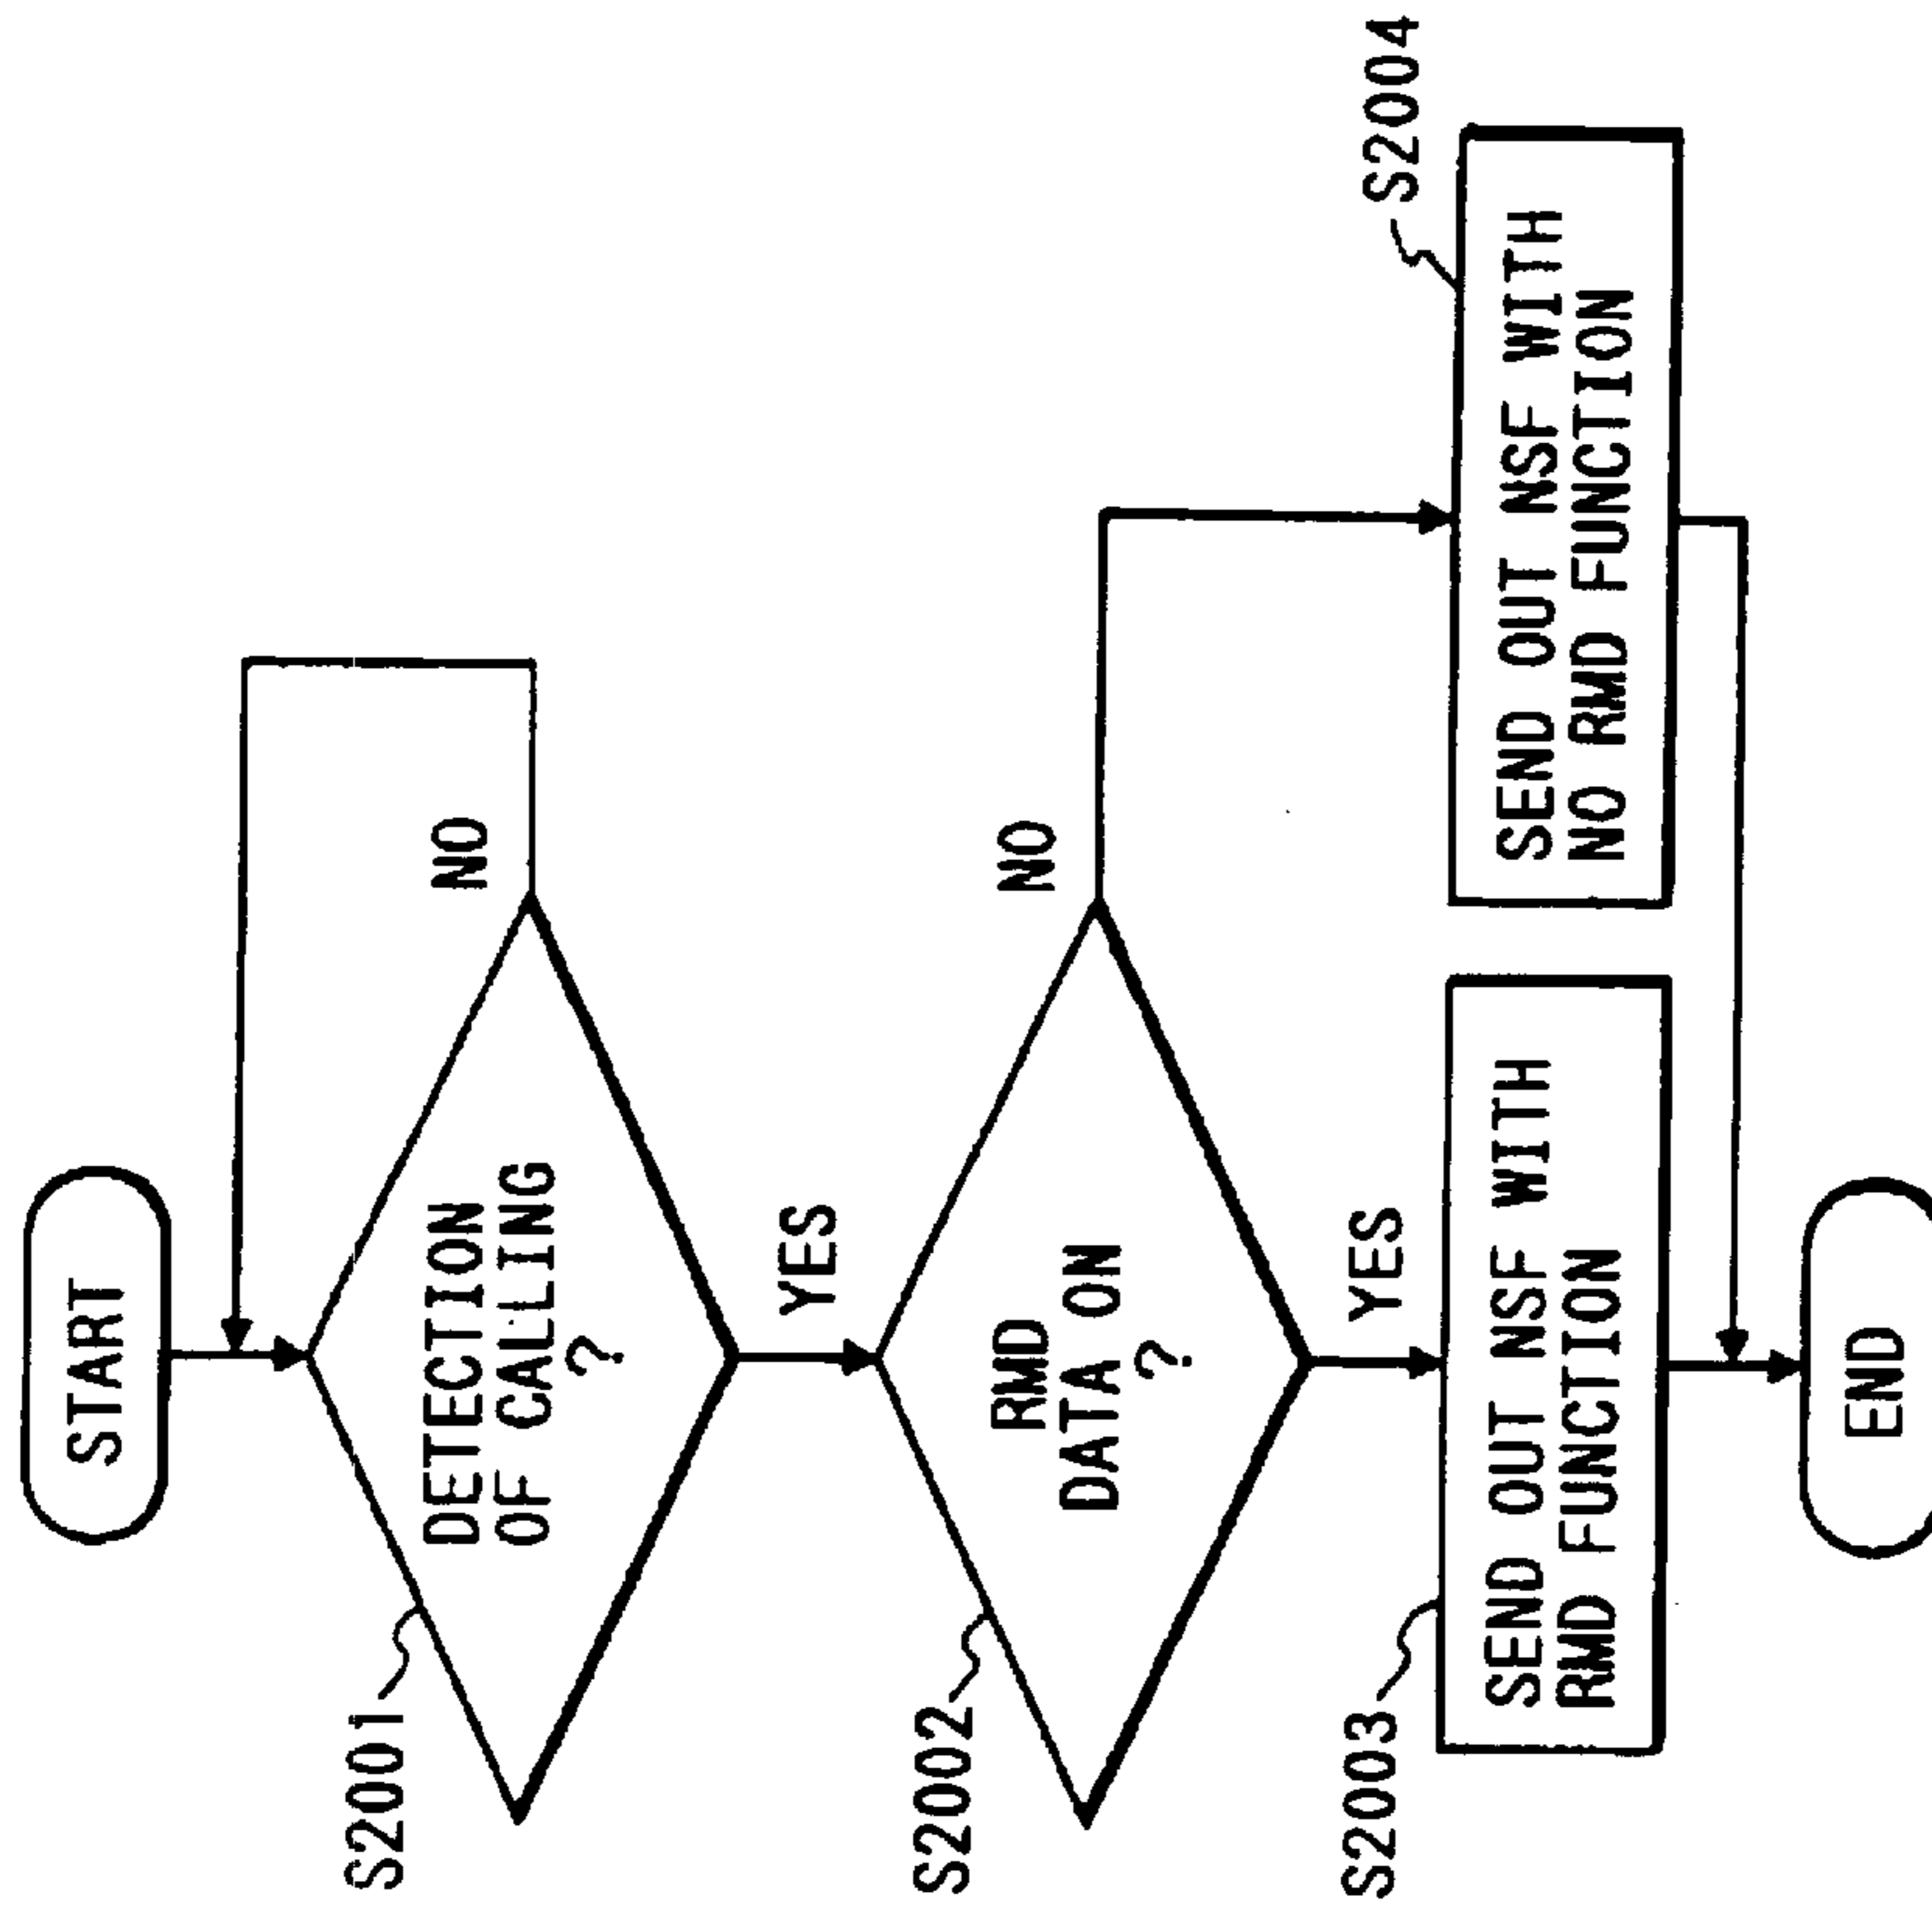 START
S2001
DETECTION
OF CALLING
?
NO
YES
S2002
RMD
DATA ON
?
NO
YES
S2003
SEND OUT NSF WITH
RMD FUNCTION
S2004
SEND OUT NSF WITH
NO RMD FUNCTION
END